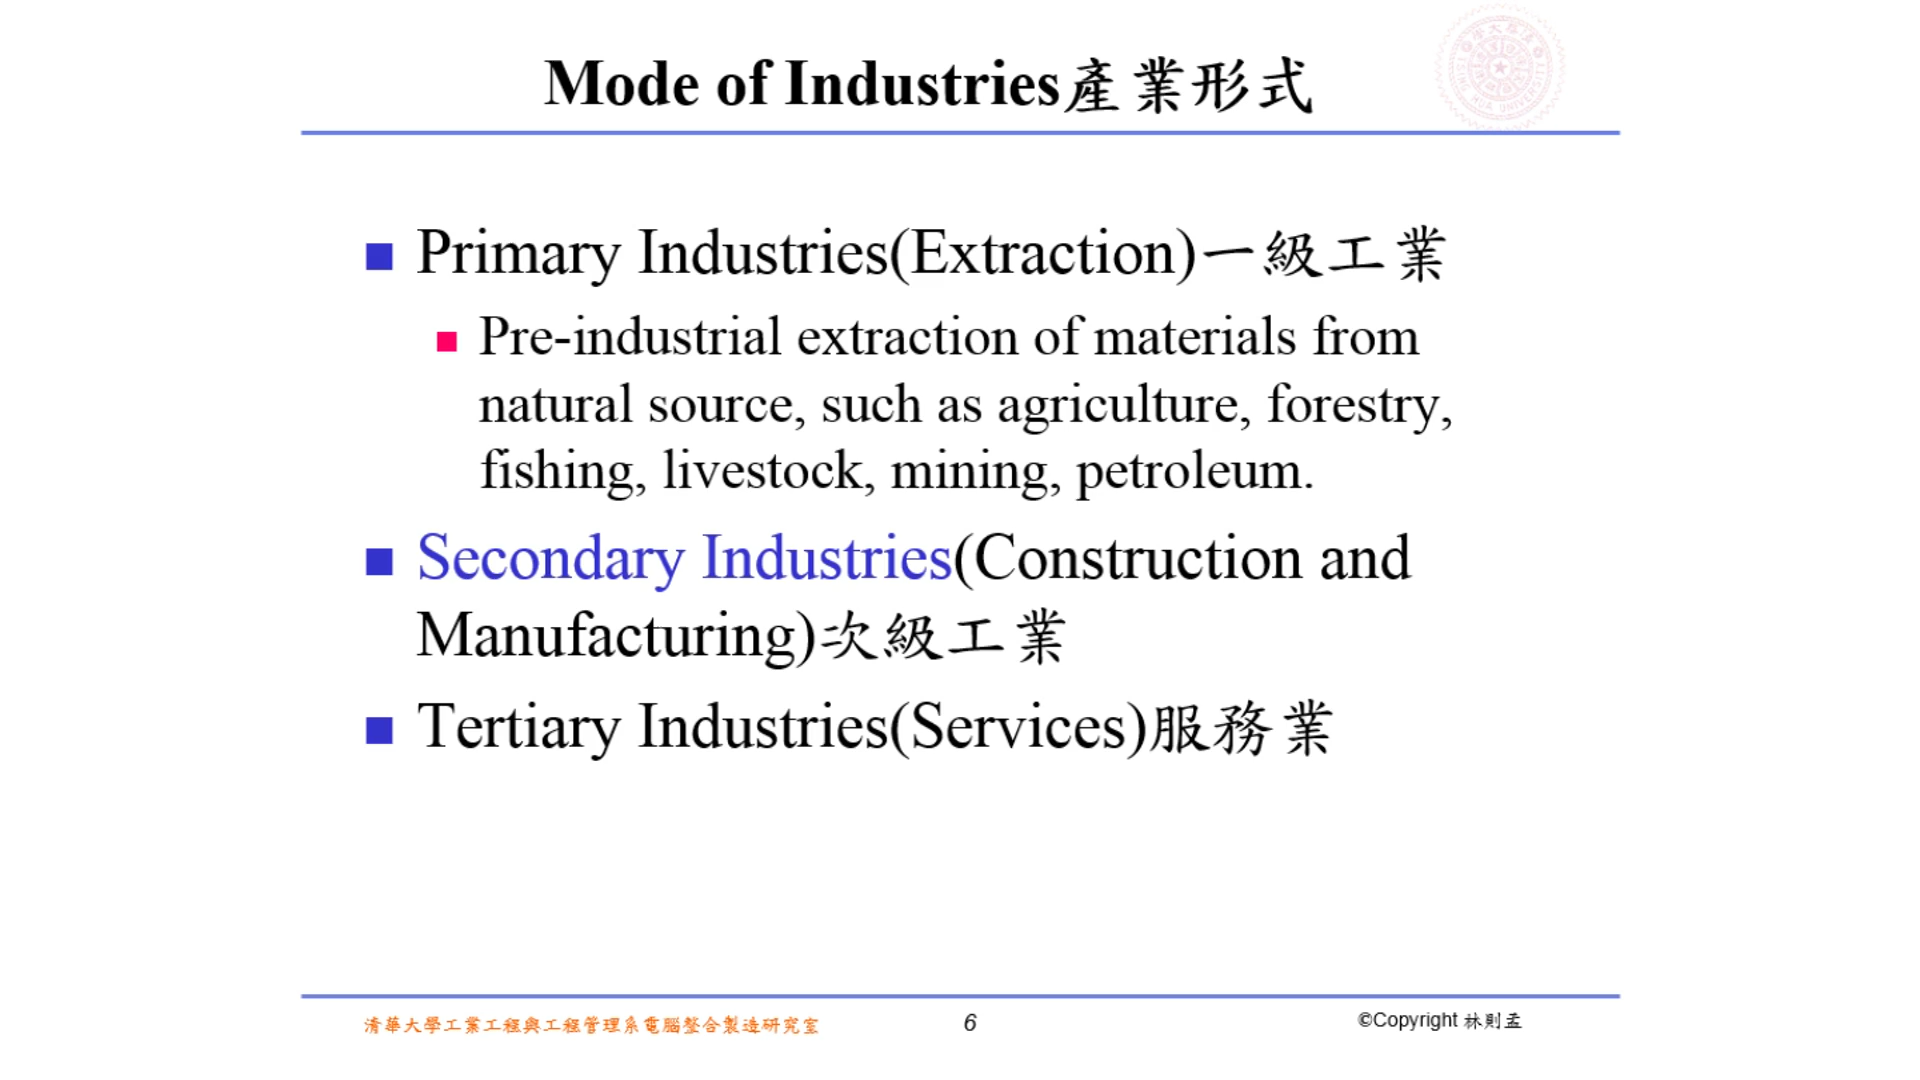 Mode of Industries產業形式
Primary Industries(Extraction)一級工業
Pre-industrial extraction of materials from
natural source, such as agriculture, forestry,
fishing, livestock, mining, petroleum.
Secondary Industries(Construction and
Manufacturing)次級工業
Tertiary Industries(Services)服務業
清華大學工業工程與工程管理系電腦整合製造研究室
6
©Copyright 林則孟